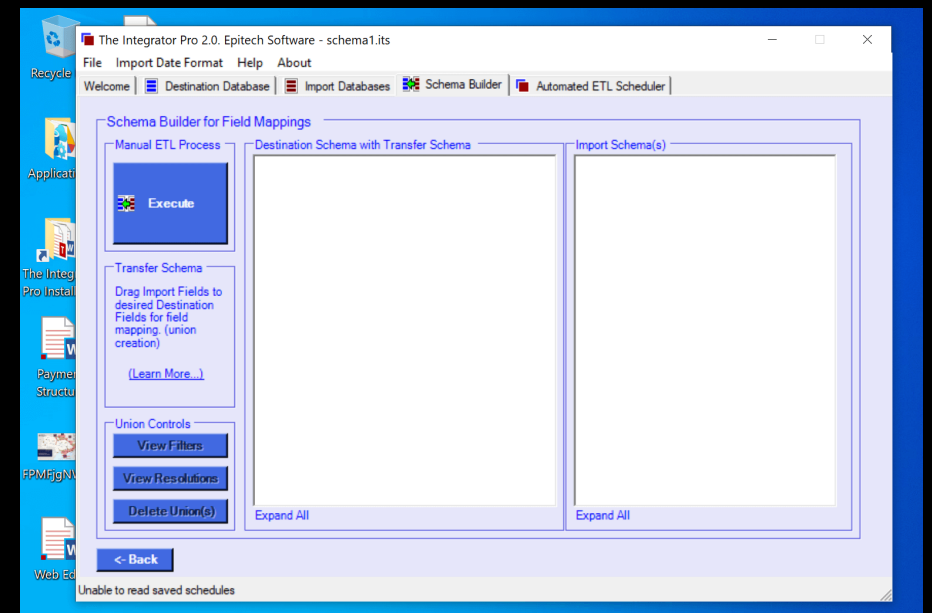 The Integrator Pro 2.0. Epitech Software - schema1.its
File Import Date Format Help About
Welcome Destination Database Import Databases Schema Builder Automated ETL Scheduler
Schema Builder for Field Mappings
Manual ETL Process
Execute
Transfer Schema
Drag Import Fields to
desired Destination
Fields for field
mapping. (union
creation)
(Learn More...)
Union Controls
View Filters
View Resolutions
Delete Union(s)
Destination Schema with Transfer Schema
Expand All
Import Schema(s)
Expand All
<- Back
Unable to read saved schedules
Recycle
Applicati
The Integ
Pro Instal
Payme
Structu
Web Ed